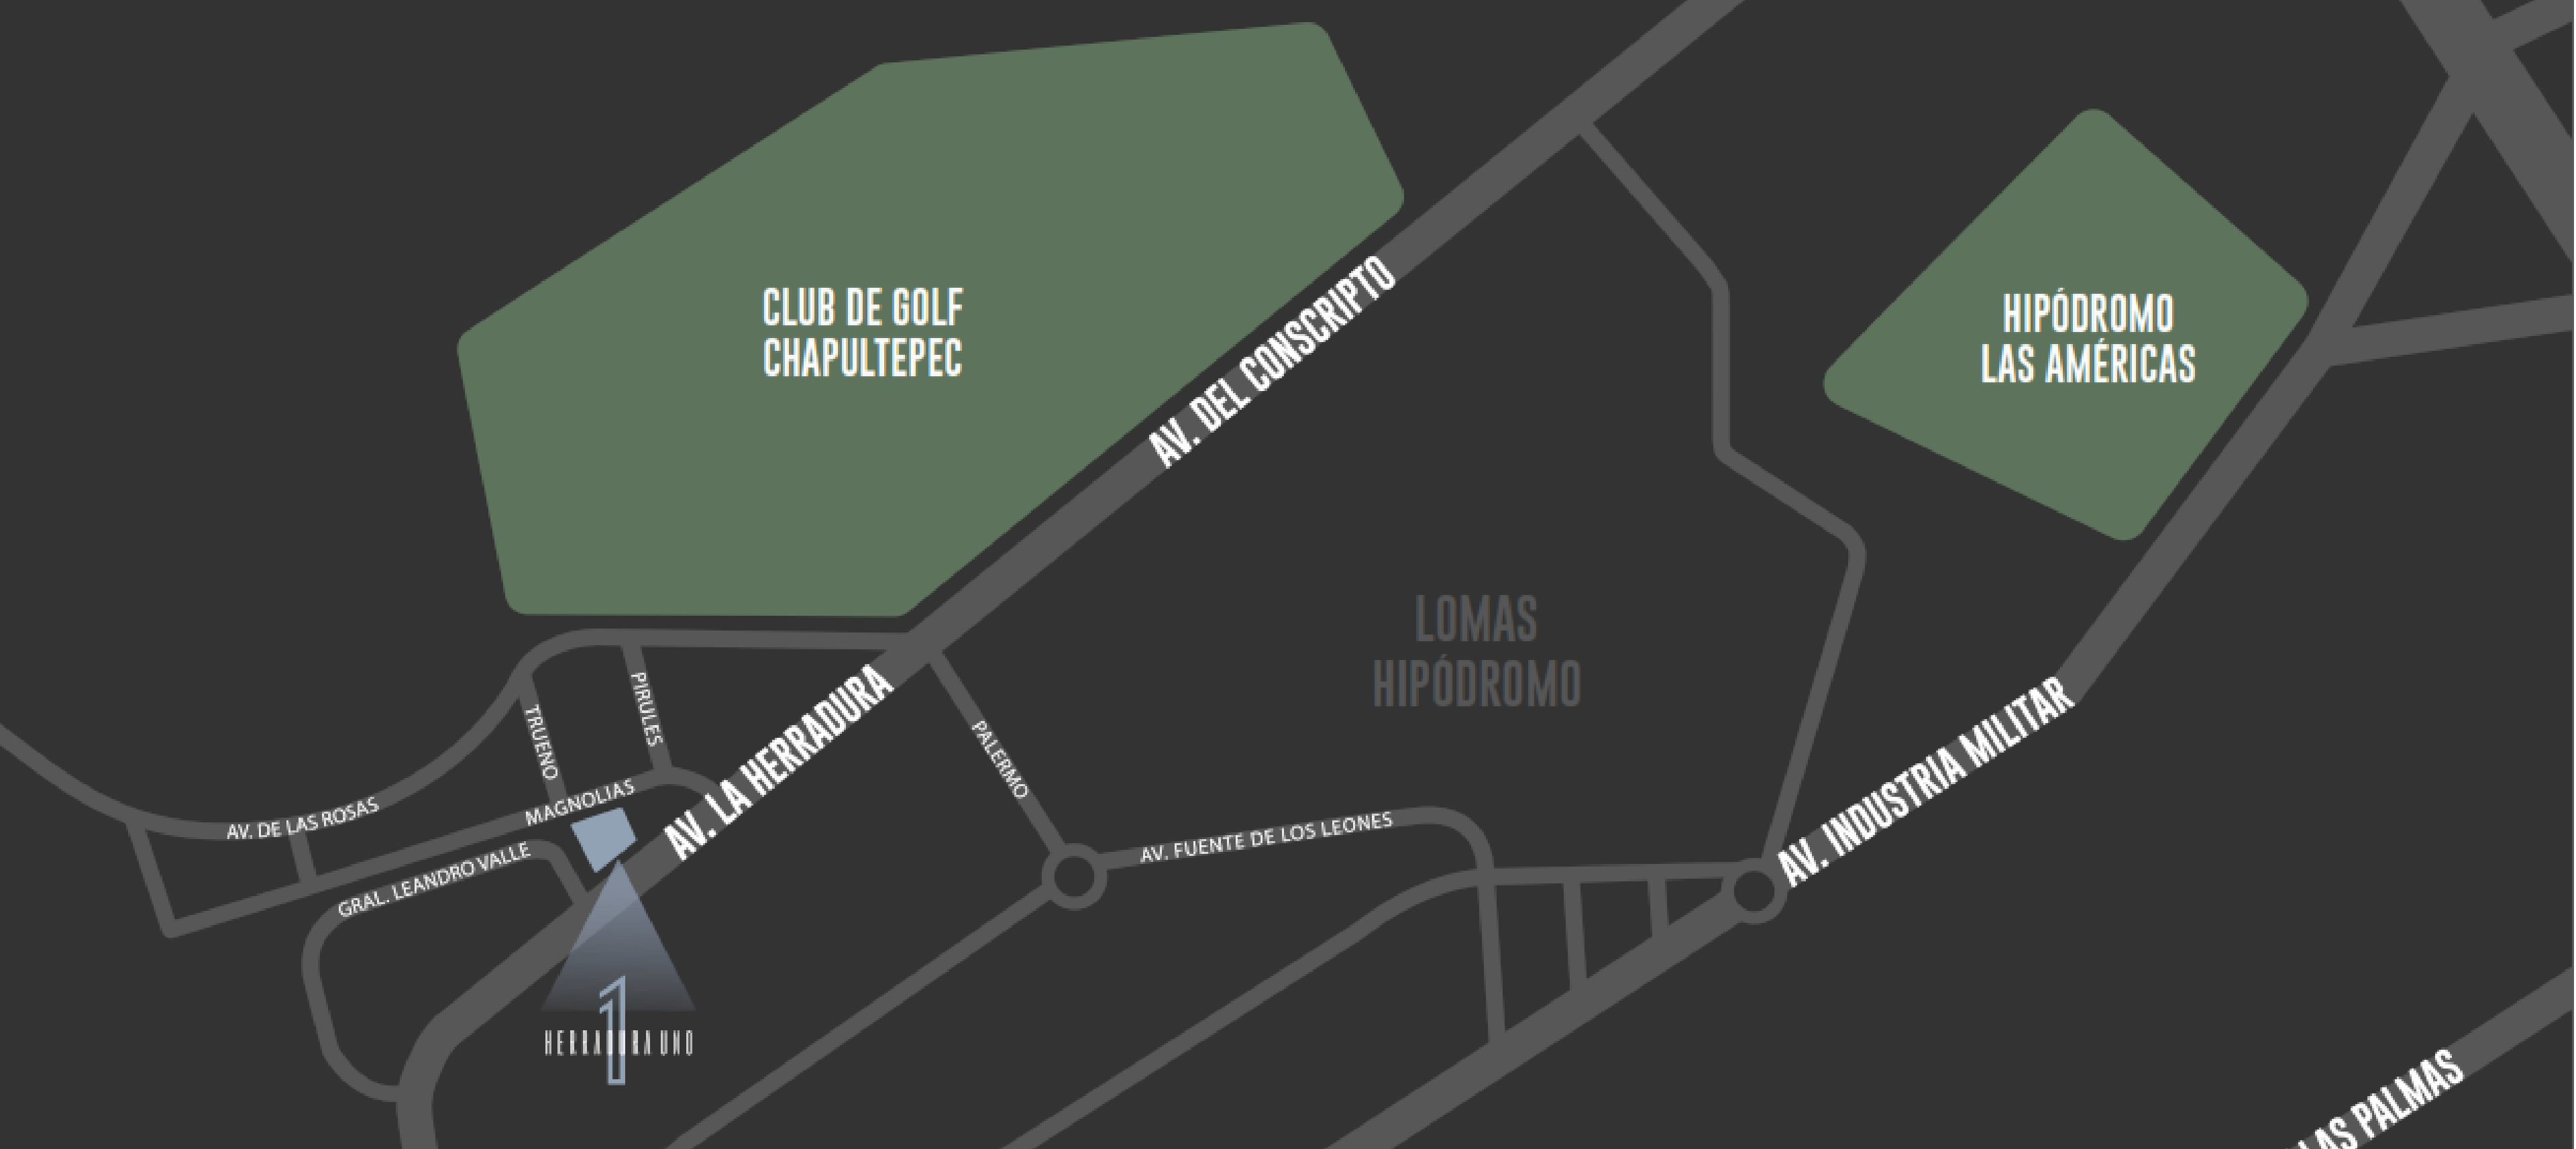 CLUB DE GOLF
CHAPULTEPEC
AV. DEL CONSCRIPTO
HIPÓDROMO
LAS AMÉRICAS
LOMAS
HIPÓDROMO
AV. LA HERRADURA
PIRULES
TRUENO
PALERMO
MAGNOLIAS
AV. DE LAS ROSAS
GRAL. LEANDRO VALLE
AV. FUENTE DE LOS LEONES
AV. INDUSTRIA MILITAR
1
HERRADURA UNO
LAS PALMAS